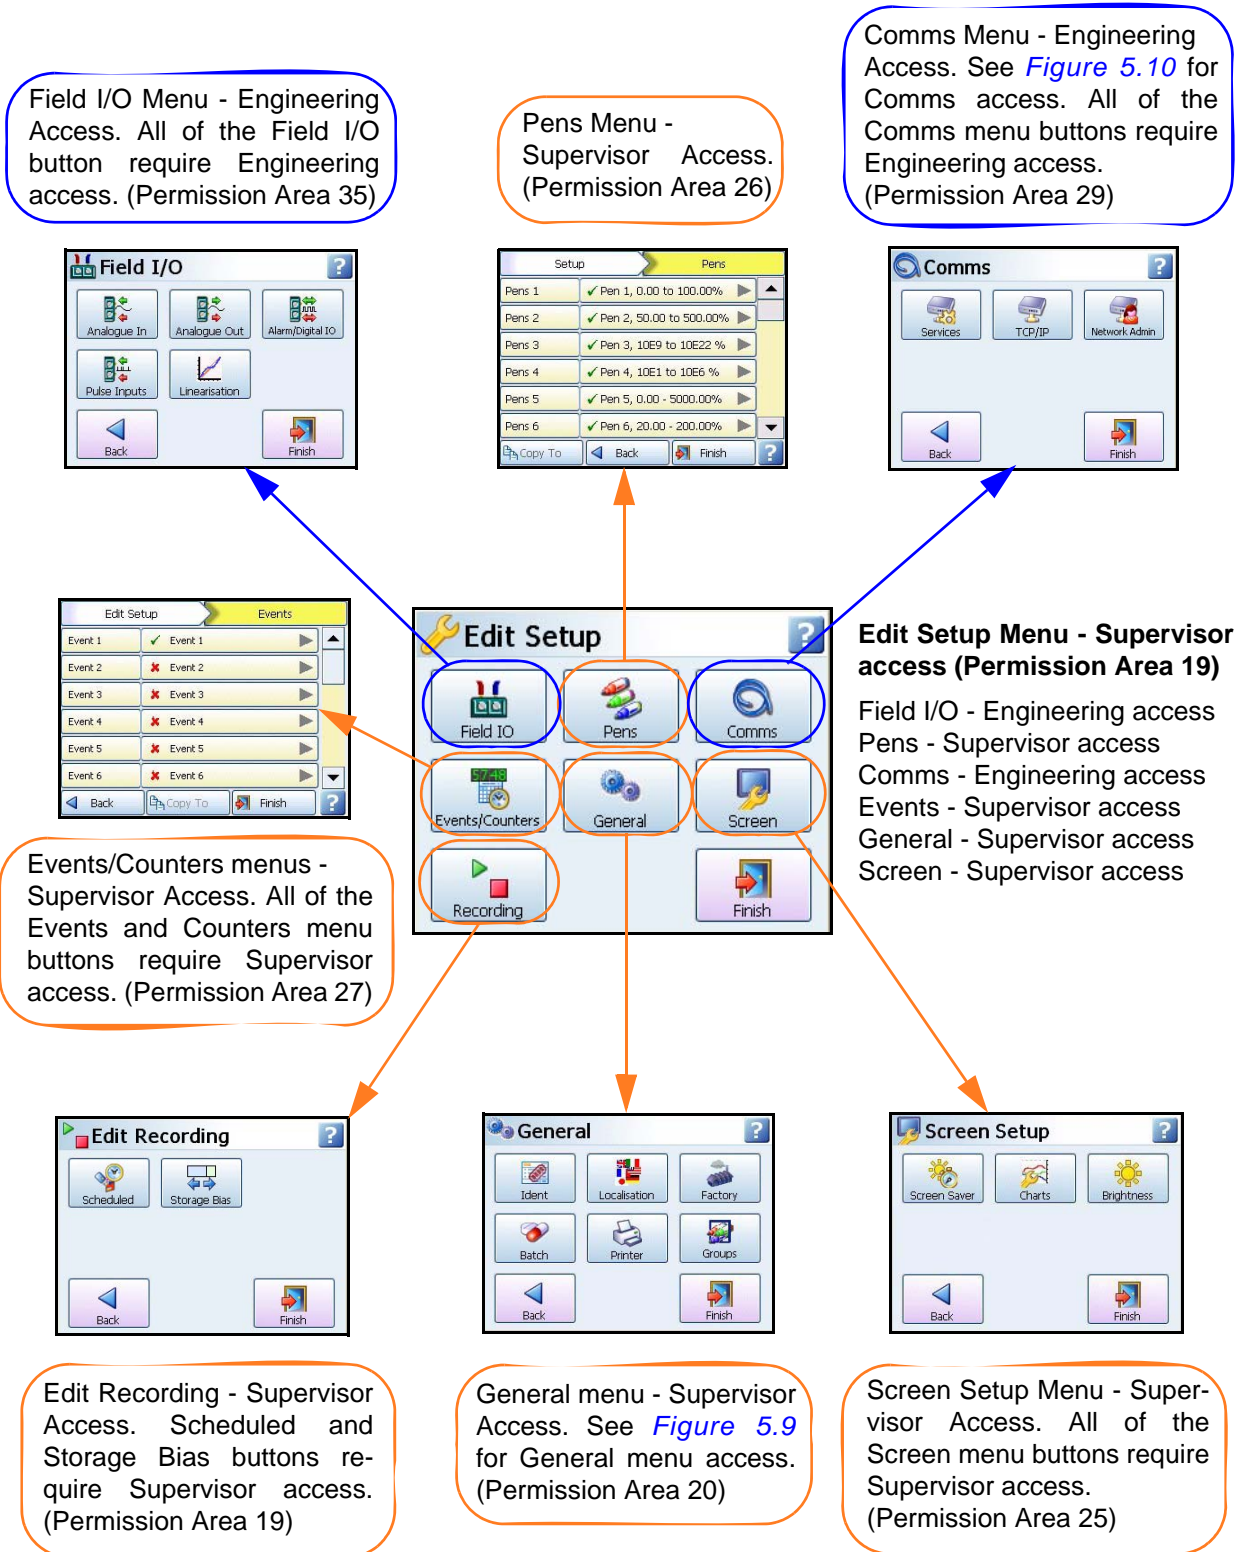 Field I/O Menu - Engineering
Access. All of the Field I/O
button require Engineering
access. (Permission Area 35)
Pens Menu -
Supervisor Access.
(Permission Area 26)
Comms Menu - Engineering
Access. See Figure 5.10 for
Comms access. All of the
Comms menu buttons require
Engineering access.
(Permission Area 29)
Field I/O
?
Analogue In
Analogue Out
Alarm/Digital IO
Pulse Inputs
Linearisation
Back
Finish
Setup
Pens
Pens 1
Pen 1, 0.00 to 100.00%
Pens 2
Pen 2, 50.00 to 500.00%
Pens 3
Pen 3, 10E9 to 10E22 %
Pens 4
Pen 4, 10E1 to 10E6 %
Pens 5
Pen 5, 0.00 - 5000.00%
Pens 6
Pen 6, 20.00 - 200.00%
Copy To
Back
Finish
?
Comms
?
Services
TCP/IP
Network Admin
Back
Finish
Edit Setup
Events
Event 1
Event 1
Event 2
Event 2
Event 3
Event 3
Event 4
Event 4
Event 5
Event 5
Event 6
Event 6
Back
Copy To
Finish
?
Edit Setup
?
Field IO
Pens
Comms
57.48
Events/Counters
General
Screen
Recording
Finish
Edit Setup Menu - Supervisor
access (Permission Area 19)
Field I/O - Engineering access
Pens - Supervisor access
Comms - Engineering access
Events - Supervisor access
General - Supervisor access
Screen - Supervisor access
Events/Counters menus -
Supervisor Access. All of the
Events and Counters menu
buttons require Supervisor
access. (Permission Area 27)
Edit Recording
?
Scheduled
Storage Bias
Back
Finish
General
?
Ident
Localisation
Factory
Batch
Printer
Groups
Back
Finish
Screen Setup
?
Screen Saver
Charts
Brightness
Back
Finish
Edit Recording - Supervisor
Access. Scheduled and
Storage Bias buttons re-
quire Supervisor access.
(Permission Area 19)
General menu - Supervisor
Access. See Figure 5.9
for General menu access.
(Permission Area 20)
Screen Setup Menu - Super-
visor Access. All of the
Screen menu buttons require
Supervisor access.
(Permission Area 25)